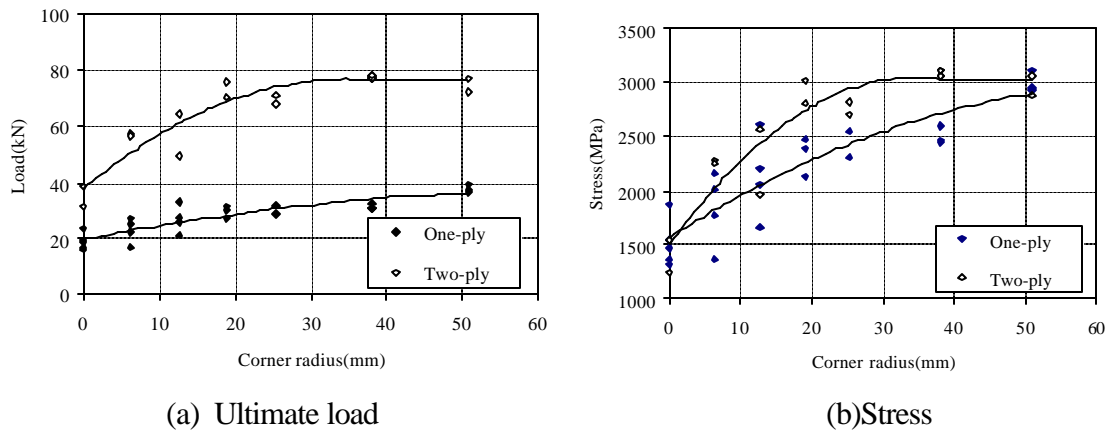 100
80
60
40
20
0
0 10 20 30 40 50 60
Load(kN)
Corner radius(mm)
One-ply
Two-ply
(a) Ultimate load
3500
3000
2500
2000
1500
1000
0 10 20 30 40 50 60
Stress(MPa)
Corner radius(mm)
One-ply
Two-ply
(b)Stress